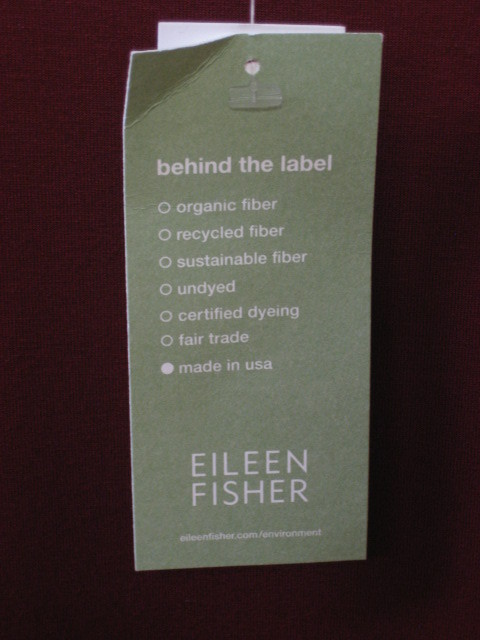 behind the label
organic fiber
recycled fiber
sustainable fiber
undyed
certified dyeing
fair trade
made in usa
EILEEN
FISHER
eileenfisher.com/environment